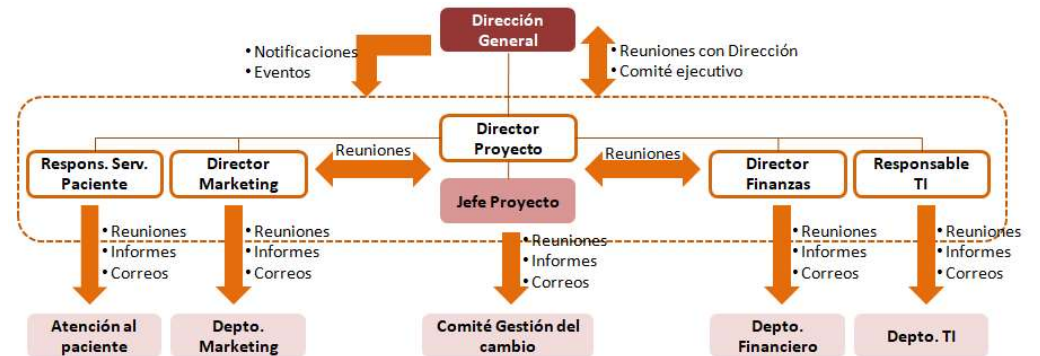 Dirección
General
• Notificaciones
• Eventos
• Reuniones con Dirección
• Comité ejecutivo
Director
Proyecto
Respons. Serv.
Paciente
Director
Marketing
Reuniones
Reuniones
Director
Finanzas
Responsable
TI
Jefe Proyecto
• Reuniones
• Informes
• Correos
• Reuniones
• Informes
• Correos
• Reuniones
• Informes
• Correos
• Reuniones
• Informes
• Correos
• Reuniones
• Informes
• Correos
Atención al
paciente
Depto.
Marketing
Comité Gestión del
cambio
Depto.
Financiero
Depto. TI